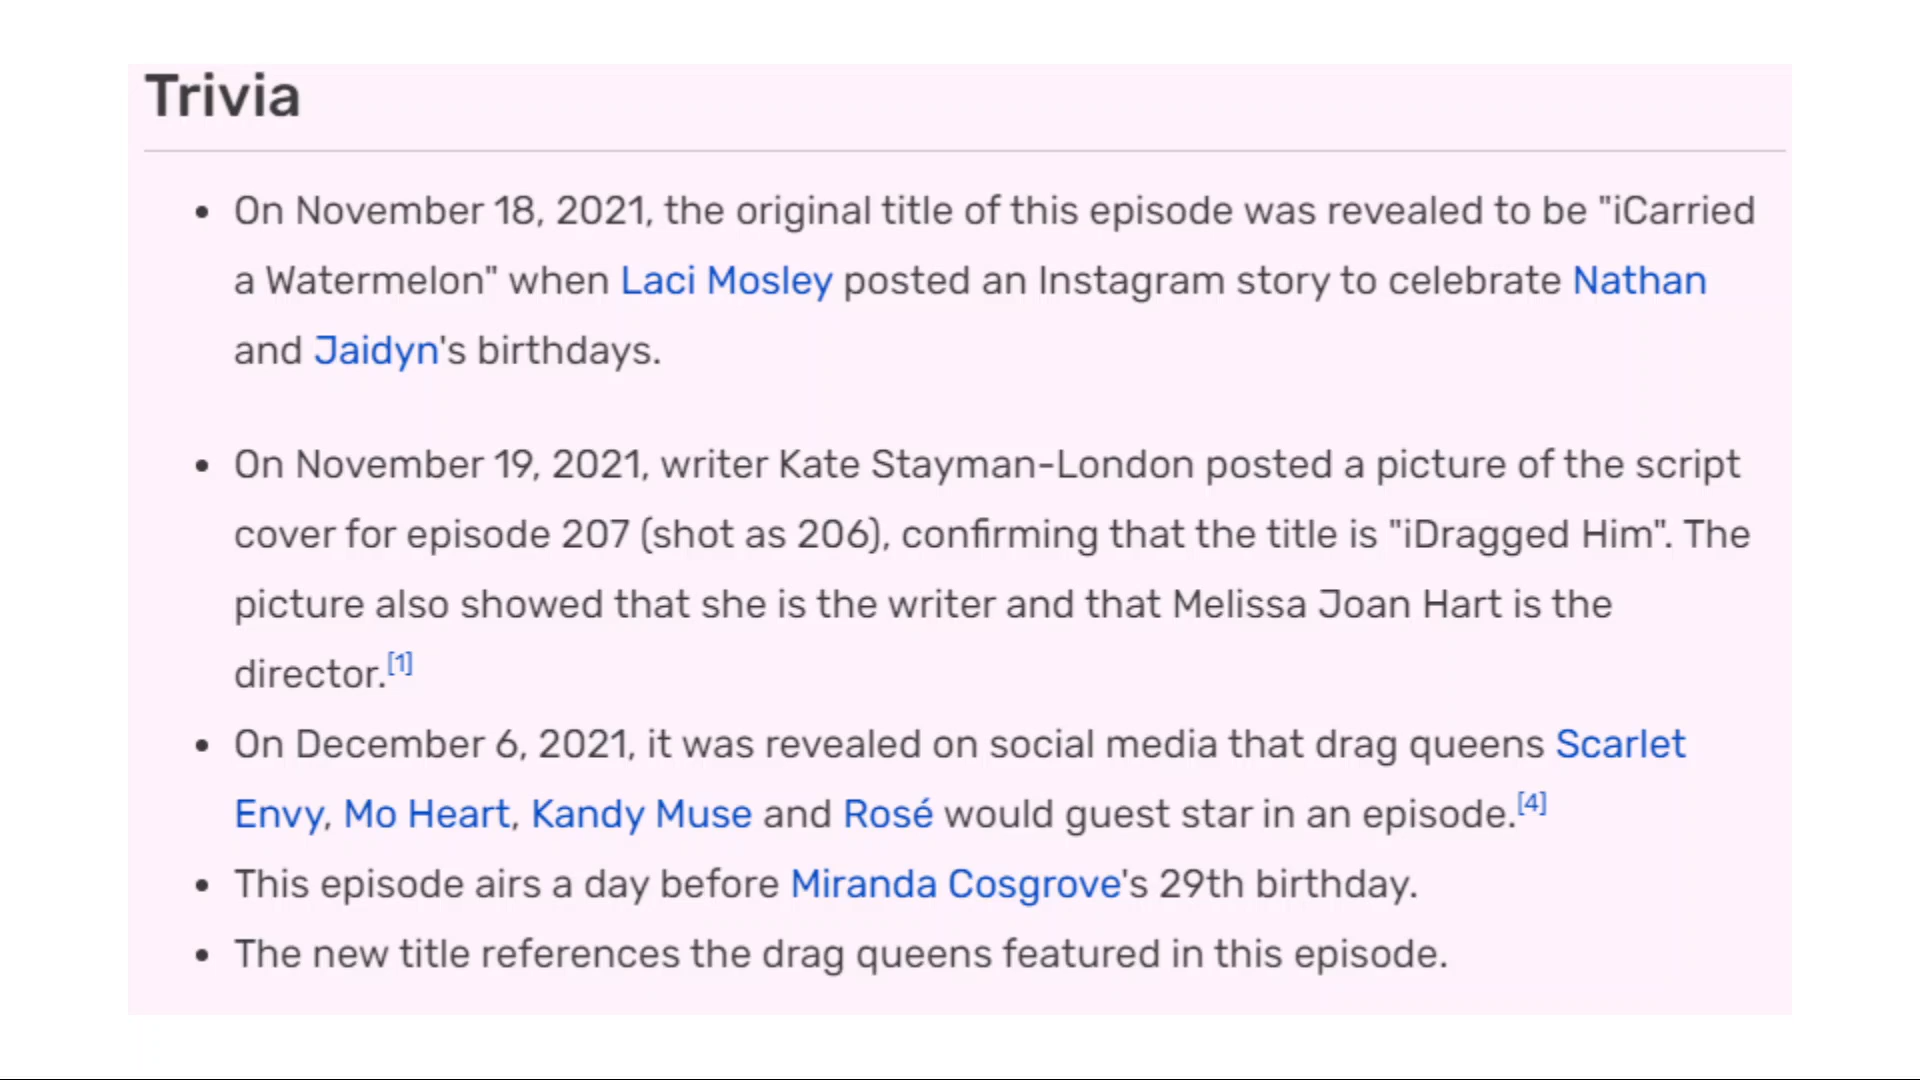 Trivia
• On November 18, 2021, the original title of this episode was revealed to be "iCarried
a Watermelon" when Laci Mosley posted an Instagram story to celebrate Nathan
and Jaidyn's birthdays.
• On November 19, 2021, writer Kate Stayman-London posted a picture of the script
cover for episode 207 (shot as 206), confirming that the title is "iDragged Him". The
picture also showed that she is the writer and that Melissa Joan Hart is the
director.[1]
• On December 6, 2021, it was revealed on social media that drag queens Scarlet
Envy, Mo Heart, Kandy Muse and Rosé would guest star in an episode.[4]
• This episode airs a day before Miranda Cosgrove's 29th birthday.
• The new title references the drag queens featured in this episode.